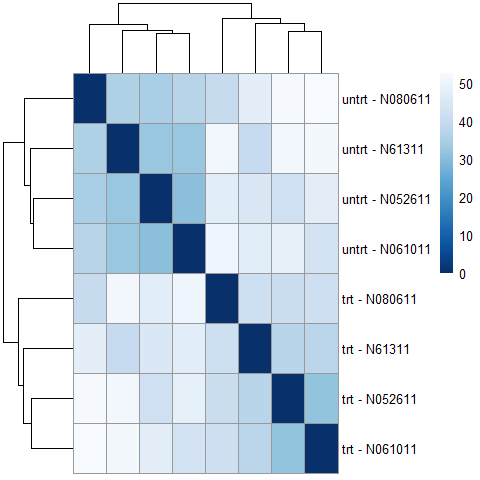 untrt - N080611
untrt - N61311
untrt - N052611
untrt - N061011
trt - N080611
trt - N61311
trt - N052611
trt - N061011
50
40
30
20
10
0